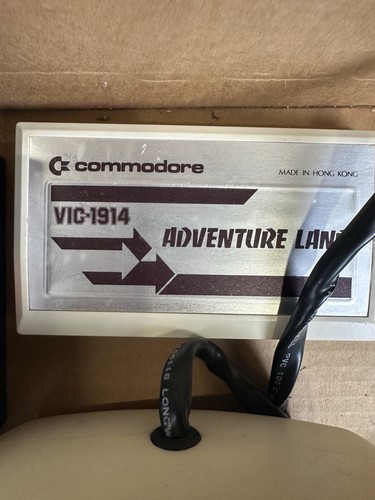 commodore
MADE IN HONG KONG
VIC-1914
ADVENTURE LAN